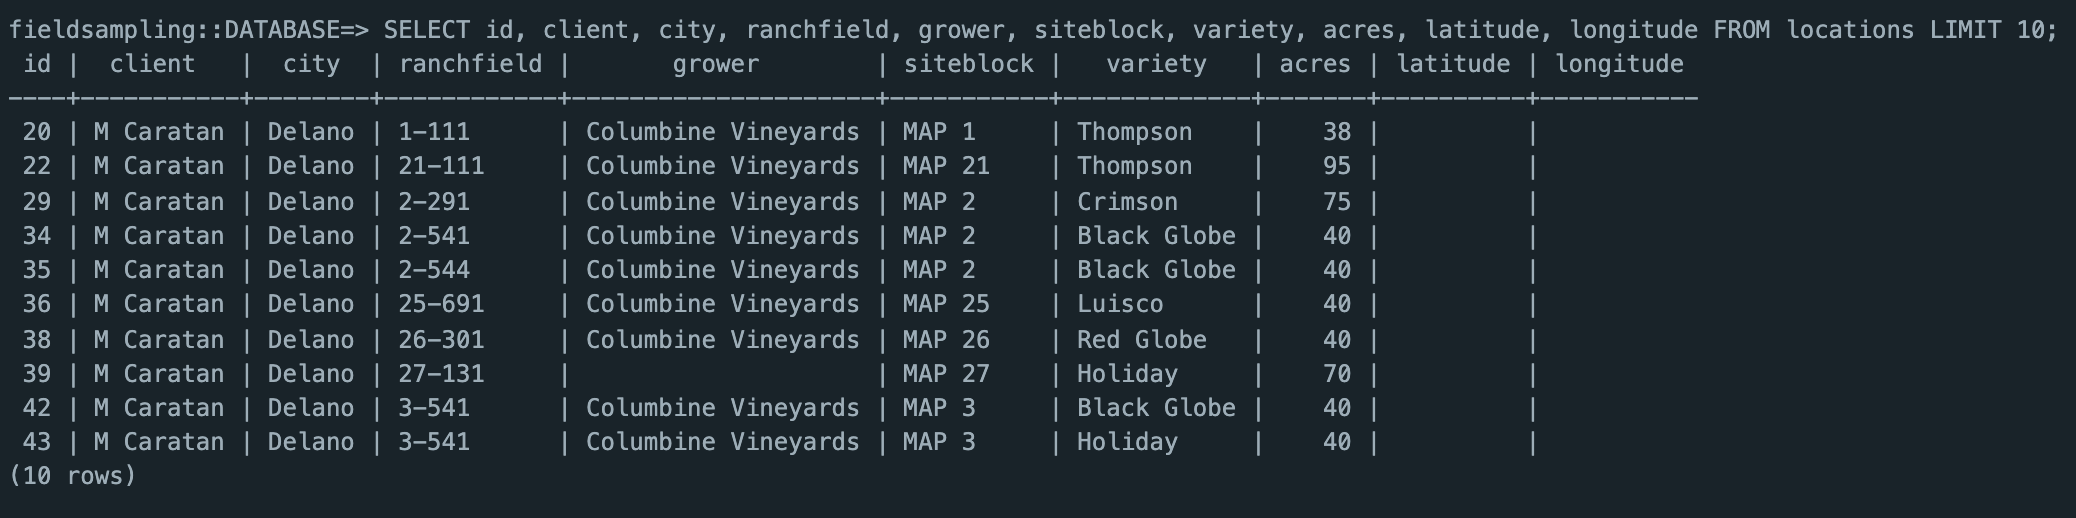 fieldsampling::DATABASE=> SELECT id, client, city, ranchfield, grower, siteblock, variety, acres, latitude, longitude FROM locations LIMIT 10;
 id |  client   |  city  | ranchfield |       grower        | siteblock |   variety   | acres | latitude | longitude
----+-----------+--------+------------+---------------------+-----------+-------------+-------+----------+-----------
 20 | M Caratan | Delano | 1-111      | Columbine Vineyards | MAP 1     | Thompson    |    38 |          |
 22 | M Caratan | Delano | 21-111     | Columbine Vineyards | MAP 21    | Thompson    |    95 |          |
 29 | M Caratan | Delano | 2-291      | Columbine Vineyards | MAP 2     | Crimson     |    75 |          |
 34 | M Caratan | Delano | 2-541      | Columbine Vineyards | MAP 2     | Black Globe |    40 |          |
 35 | M Caratan | Delano | 2-544      | Columbine Vineyards | MAP 2     | Black Globe |    40 |          |
 36 | M Caratan | Delano | 25-691     | Columbine Vineyards | MAP 25    | Luisco      |    40 |          |
 38 | M Caratan | Delano | 26-301     | Columbine Vineyards | MAP 26    | Red Globe   |    40 |          |
 39 | M Caratan | Delano | 27-131     |                     | MAP 27    | Holiday     |    70 |          |
 42 | M Caratan | Delano | 3-541      | Columbine Vineyards | MAP 3     | Black Globe |    40 |          |
 43 | M Caratan | Delano | 3-541      | Columbine Vineyards | MAP 3     | Holiday     |    40 |          |
(10 rows)